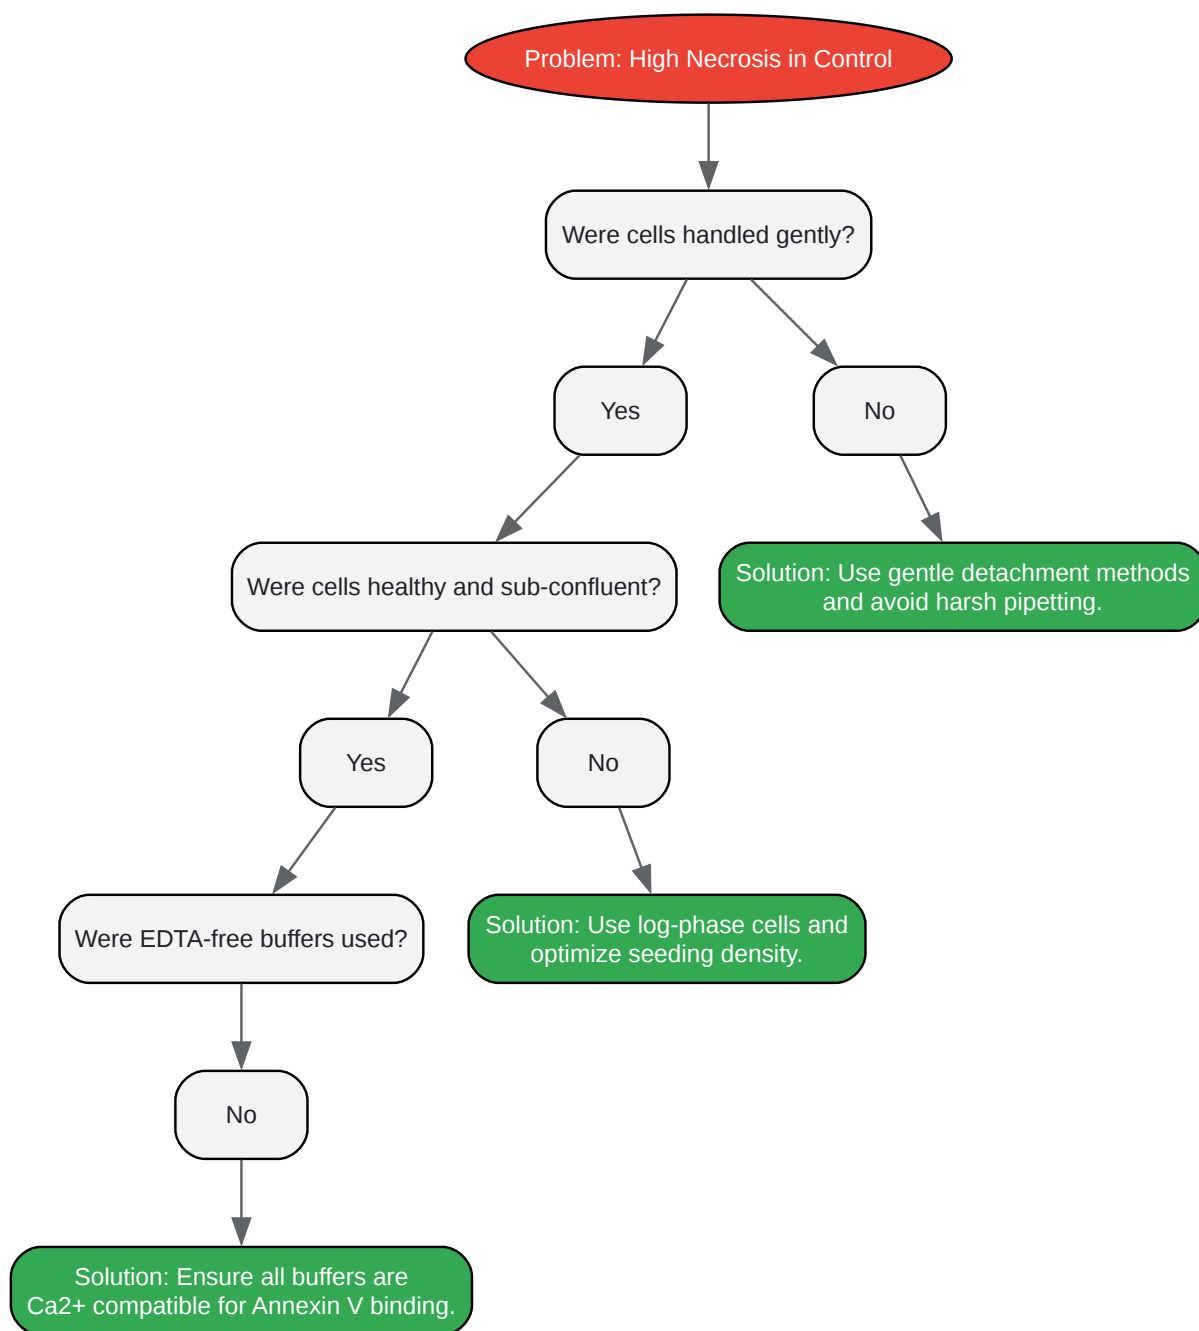 Problem: High Necrosis in Control
Were cells handled gently?
Yes
No
Were cells healthy and sub-confluent?
Solution: Use gentle detachment methods
and avoid harsh pipetting.
Yes
No
Were EDTA-free buffers used?
Solution: Use log-phase cells and
optimize seeding density.
No
Solution: Ensure all buffers are
Ca2+ compatible for Annexin V binding.